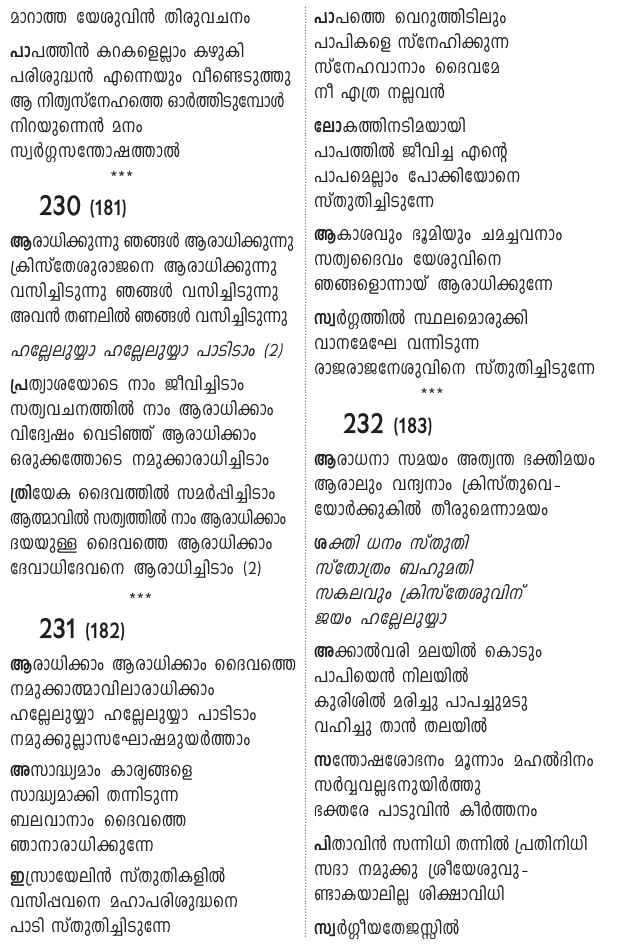 മാറാത്ത യേശുവിൻ തിരുവചനം
പാപത്തിൻ കറകളെല്ലാം കഴുകി
പരിശുദ്ധൻ എന്നെയും വീണ്ടെടുത്തു
ആ നിത്യസ്നേഹത്തെ ഓർത്തിടുമ്പോൾ
നിറയുന്നെൻ മനം
സ്വർഗ്ഗസന്തോഷത്താൽ
***
230 (181)
ആരാധിക്കുന്നു ഞങ്ങൾ ആരാധിക്കുന്നു
ക്രിസ്തേശുരാജനെ ആരാധിക്കുന്നു
വസിച്ചിടുന്നു ഞങ്ങൾ വസിച്ചിടുന്നു
അവൻ തണലിൽ ഞങ്ങൾ വസിച്ചിടുന്നു
ഹല്ലേലുയ്യാ ഹല്ലേലുയ്യാ പാടിടാം (2)
പ്രത്യാശയോടെ നാം ജീവിച്ചിടാം
സത്യവചനത്തിൽ നാം ആരാധിക്കാം
വിദ്വേഷം വെടിഞ്ഞ് ആരാധിക്കാം
ഒരുക്കത്തോടെ നമുക്കാരാധിച്ചിടാം
ത്രിയേക ദൈവത്തിൽ സമർപ്പിച്ചിടാം
ആത്മാവിൽ സത്യത്തിൽ നാം ആരാധിക്കാം
ദയയുള്ള ദൈവത്തെ ആരാധിക്കാം
ദേവാധിദേവനെ ആരാധിച്ചിടാം (2)
***
231 (182)
ആരാധിക്കാം ആരാധിക്കാം ദൈവത്തെ
നമുക്കാത്മാവിലാരാധിക്കാം
ഹല്ലേലുയ്യാ ഹല്ലേലുയ്യാ പാടിടാം
നമുക്കുല്ലാസഘോഷമുയർത്താം
അസാദ്ധ്യമാം കാര്യങ്ങളെ
സാദ്ധ്യമാക്കി തന്നിടുന്ന
ബലവാനാം ദൈവത്തെ
ഞാനാരാധിക്കുന്നേ
ഇസ്രായേലിൻ സ്തുതികളിൽ
വസിപ്പവനെ മഹാപരിശുദ്ധനെ
പാടി സ്തുതിച്ചിടുന്നേ
പാപത്തെ വെറുത്തിടിലും
പാപികളെ സ്നേഹിക്കുന്ന
സ്നേഹവാനാം ദൈവമേ
നീ എത്ര നല്ലവൻ
ലോകത്തിനടിമയായി
പാപത്തിൽ ജീവിച്ച എന്റെ
പാപമെല്ലാം പോക്കിയോനെ
സ്തുതിച്ചിടുന്നേ
ആകാശവും ഭൂമിയും ചമച്ചവനാം
സത്യദൈവം യേശുവിനെ
ഞങ്ങളൊന്നായ് ആരാധിക്കുന്നേ
സ്വർഗ്ഗത്തിൽ സ്ഥലമൊരുക്കി
വാനമേഘേ വന്നിടുന്ന
രാജരാജനേശുവിനെ സ്തുതിച്ചിടുന്നേ
***
232 (183)
ആരാധനാ സമയം അത്യന്ത ഭക്തിമയം
ആരാലും വന്ദ്യനാം ക്രിസ്തുവെ-
യോർക്കുകിൽ തീരുമെന്നാമയം
ശക്തി ധനം സ്തുതി
സ്തോത്രം ബഹുമതി
സകലവും ക്രിസ്തേശുവിന്
ജയം ഹല്ലേലുയ്യാ
അക്കാൽവരി മലയിൽ കൊടും
പാപിയെൻ നിലയിൽ
കുരിശിൽ മരിച്ചു പാപച്ചുമടു
വഹിച്ചു താൻ തലയിൽ
സന്തോഷശോഭനം മൂന്നാം മഹൽദിനം
സർവ്വവല്ലഭനുയിർത്തു
ഭക്തരേ പാടുവിൻ കീർത്തനം
പിതാവിൻ സന്നിധി തന്നിൽ പ്രതിനിധി
സദാ നമുക്കു ശ്രീയേശുവു-
ണ്ടാകയാലില്ല ശിക്ഷാവിധി
സ്വർഗ്ഗീയതേജസ്സിൽ